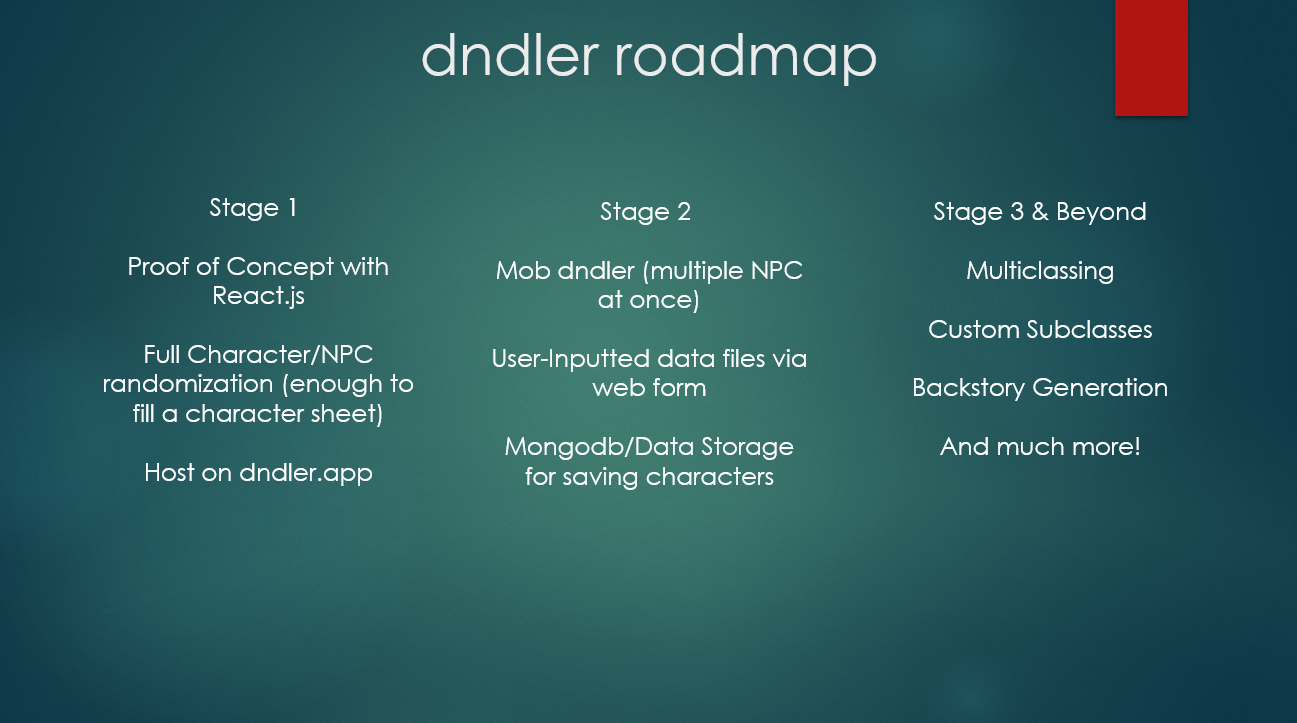 dndler roadmap
Stage 1
Proof of Concept with
React.js
Full Character/NPC
randomization (enough to
fill a character sheet)
Host on dndler.app
Stage 2
Mob dndler (multiple NPC
at once)
User-Inputted data files via
web form
Mongodb/Data Storage
for saving characters
Stage 3 & Beyond
Multiclassing
Custom Subclasses
Backstory Generation
And much more!